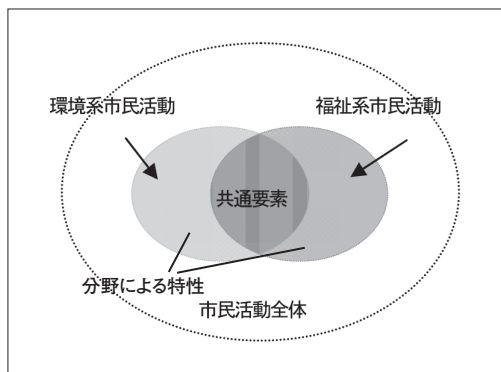 環境系市民活動
福祉系市民活動
共通要素
分野による特性
市民活動全体